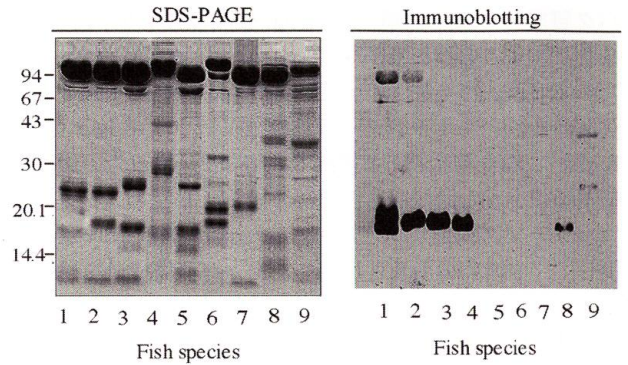 SDS-PAGE
Immunoblotting
94
67
43
30
20.1
14.4
1 2 3 4 5 6 7 8 9
1 2 3 4 5 6 7 8 9
Fish species
Fish species